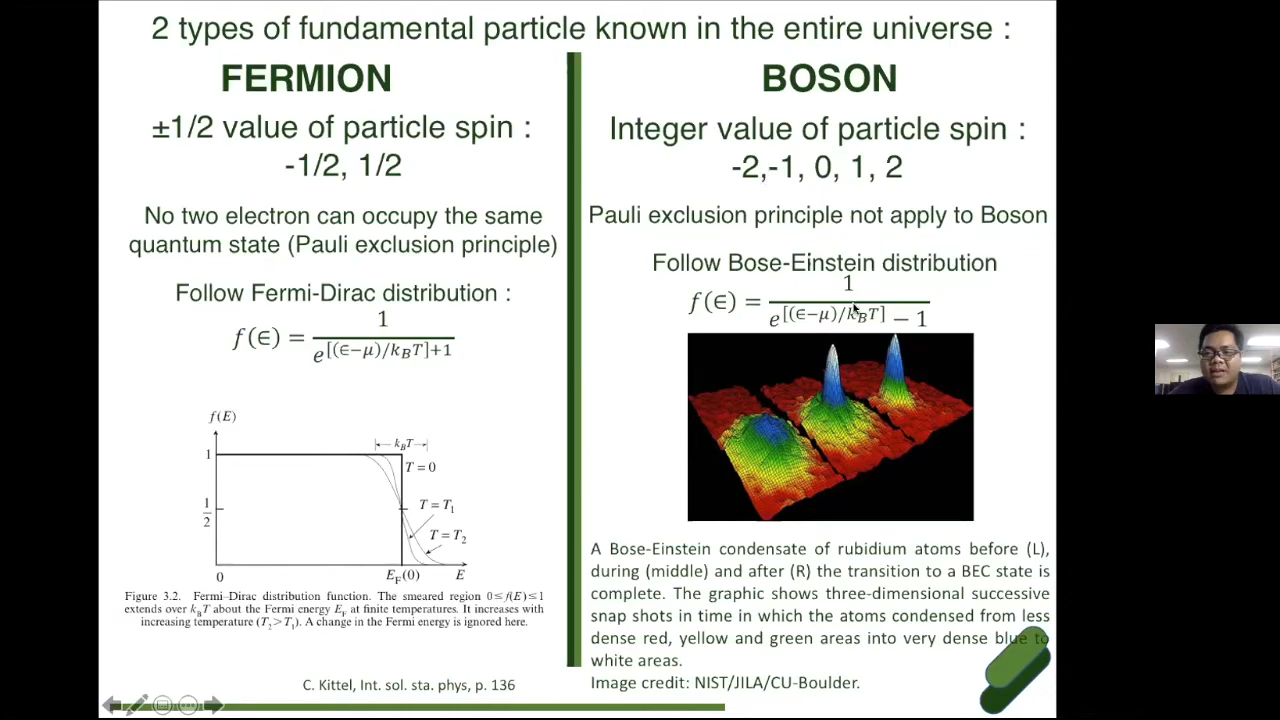 2 types of fundamental particle known in the entire universe :
FERMION
±1/2 value of particle spin :
-1/2, 1/2
No two electron can occupy the same
quantum state (Pauli exclusion principle)
Follow Fermi-Dirac distribution :
f(∈) = 1 / e^[(∈−μ)/k_BT]+1
f(E)
1
1/2
0
k_BT
T = 0
T = T₁
T = T₂
E_F(0)
E
Figure 3.2. Fermi–Dirac distribution function. The smeared region 0≤f(E)≤1
extends over k_BT about the Fermi energy E_F at finite temperatures. It increases with
increasing temperature (T₂>T₁). A change in the Fermi energy is ignored here.
C. Kittel, Int. sol. sta. phys, p. 136
BOSON
Integer value of particle spin :
-2,-1, 0, 1, 2
Pauli exclusion principle not apply to Boson
Follow Bose-Einstein distribution
f(∈) = 1 / e^[(∈−μ)/k_BT] − 1
A Bose-Einstein condensate of rubidium atoms before (L),
during (middle) and after (R) the transition to a BEC state is
complete. The graphic shows three-dimensional successive
snap shots in time in which the atoms condensed from less
dense red, yellow and green areas into very dense blue to
white areas.
Image credit: NIST/JILA/CU-Boulder.